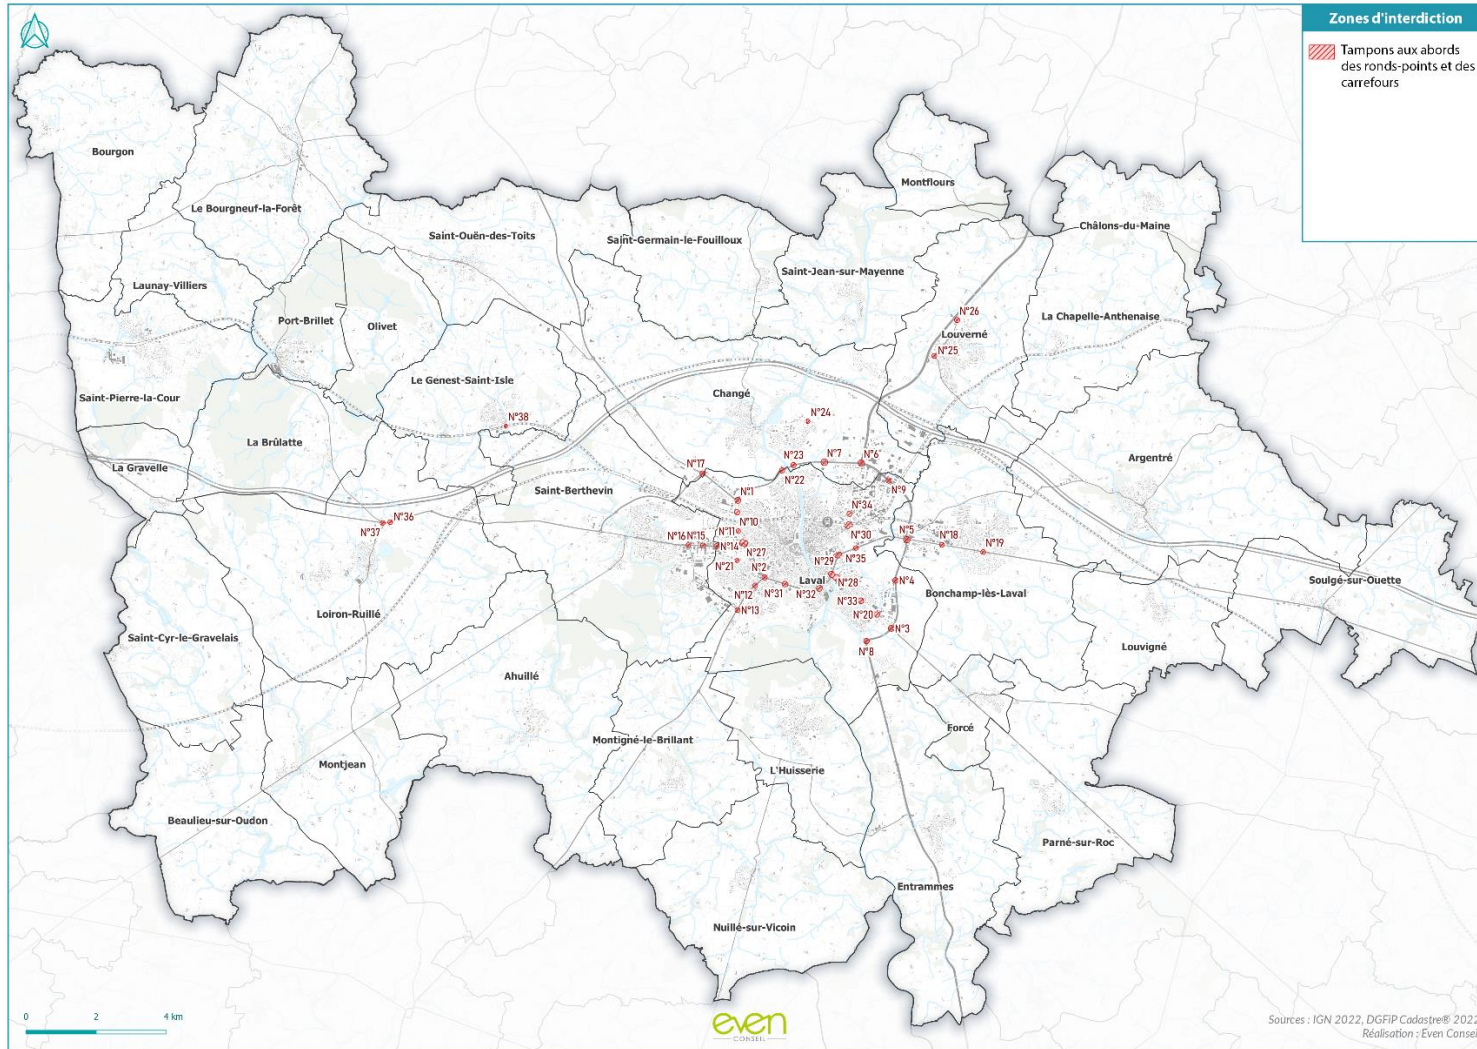 Zones d'interdiction
Tampons aux abords
des ronds-points et des
carrefours
Bourgon
Montflours
Le Bourgneuf-la-Forêt
Châlons-du-Maine
Saint-Ouën-des-Toits
Saint-Germain-le-Fouilloux
Saint-Jean-sur-Mayenne
Launay-Villiers
N°26
La Chapelle-Anthenaise
Port-Brillet
Olivet
Louverné
N°25
Le Genest-Saint-Isle
Changé
Saint-Pierre-la-Cour
N°24
N°38
La Brûlatte
Argentré
La Gravelle
N°23
N°7
N°6
N°17
N°22
N°9
Saint-Berthevin
N°1
N°34
N°10
N°36
N°37
N°11
N°30
N°5
N°16
N°15
N°14
N°27
N°18
N°19
N°21
N°29
N°35
N°2
Laval
N°28
N°4
Soulgé-sur-Ouette
N°12
N°31
N°32
Bonchamp-lès-Laval
N°33
N°13
N°20
Loiron-Ruillé
N°3
Saint-Cyr-le-Gravelais
N°8
Louvigné
Ahuillé
Forcé
Montigné-le-Brillant
Montjean
L'Huisserie
Beaulieu-sur-Oudon
Parné-sur-Roc
Entrammes
Nuillé-sur-Vicoin
0 2 4 km
even
CONSEIL
Sources : IGN 2022, DGFiP Cadastre® 2022
Réalisation : Even Conseil